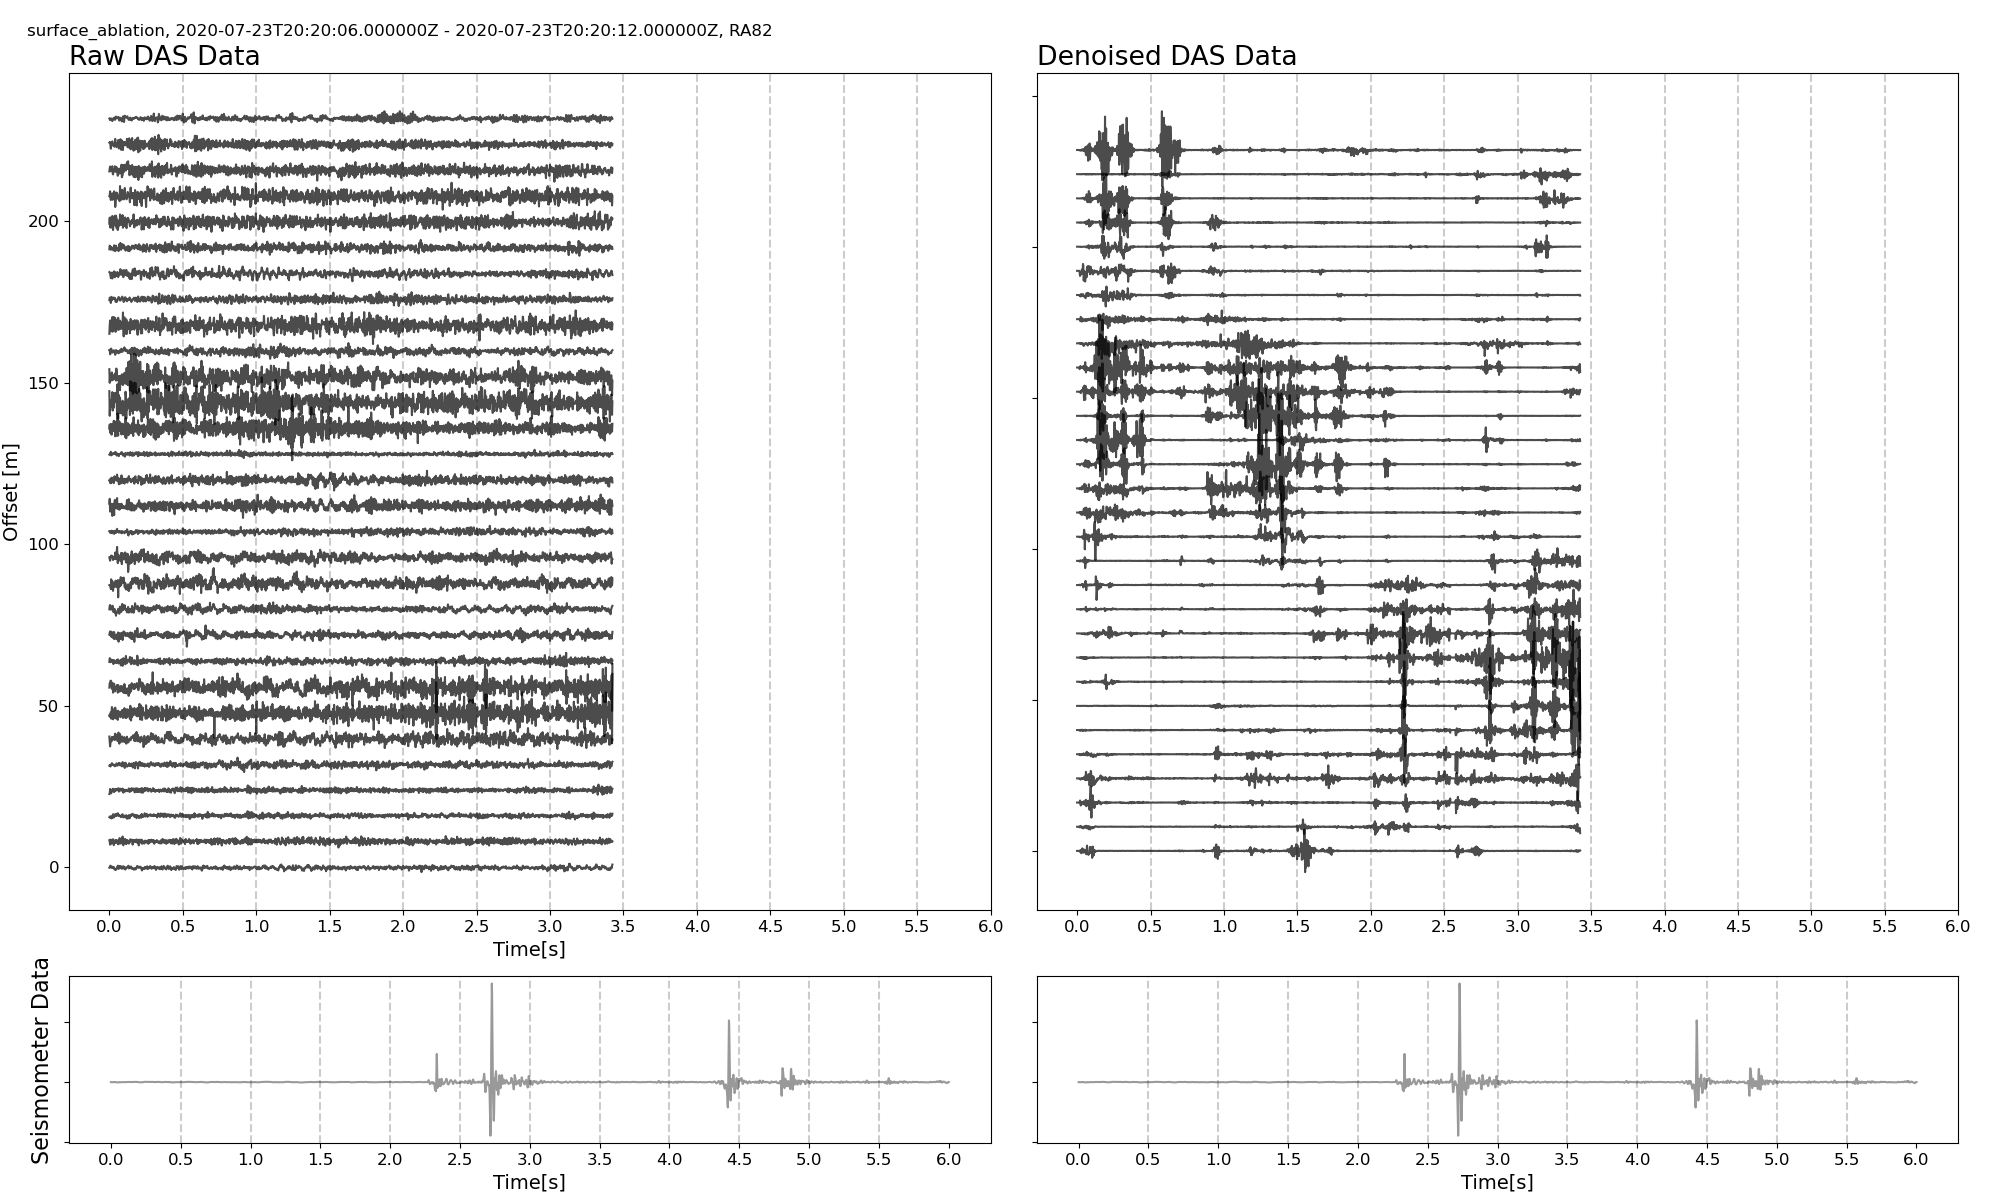 surface_ablation, 2020-07-23T20:20:06.000000Z - 2020-07-23T20:20:12.000000Z, RA82
Raw DAS Data
Denoised DAS Data
200
150
100
50
0
Offset [m]
0.0 0.5 1.0 1.5 2.0 2.5 3.0 3.5 4.0 4.5 5.0 5.5 6.0
Time[s]
0.0 0.5 1.0 1.5 2.0 2.5 3.0 3.5 4.0 4.5 5.0 5.5 6.0
Seismometer Data
0.0 0.5 1.0 1.5 2.0 2.5 3.0 3.5 4.0 4.5 5.0 5.5 6.0
Time[s]
0.0 0.5 1.0 1.5 2.0 2.5 3.0 3.5 4.0 4.5 5.0 5.5 6.0
Time[s]